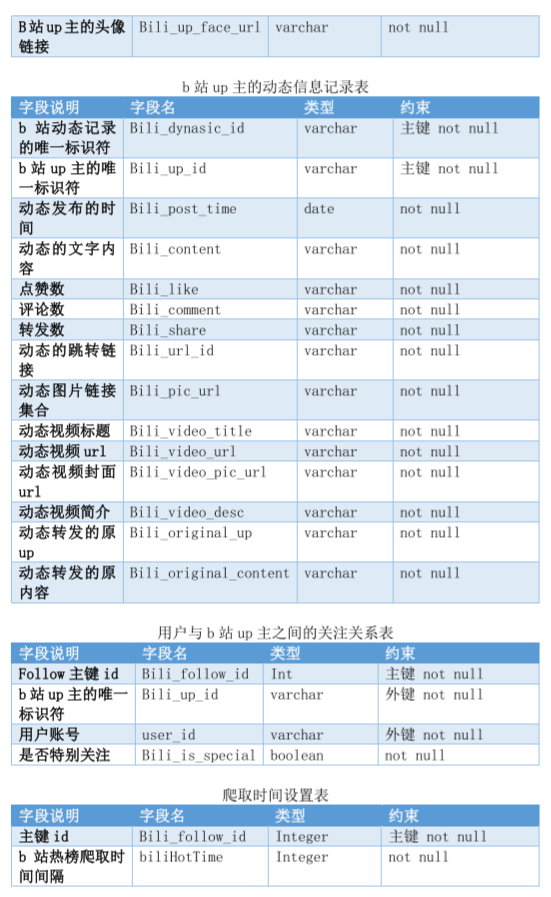 B站up主的头像 Bili_up_face_url varchar not null
链接
b 站 up 主的动态信息记录表
字段说明 字段名 类型 约束
b 站动态记录 Bili_dynasic_id varchar 主键 not null
的唯一标识符
b 站 up 主的唯 Bili_up_id varchar 主键 not null
一标识符
动态发布的时 Bili_post_time date not null
间
动态的文字内 Bili_content varchar not null
容
点赞数 Bili_like varchar not null
评论数 Bili_comment varchar not null
转发数 Bili_share varchar not null
动态的跳转链 Bili_url_id varchar not null
接
动态图片链接 Bili_pic_url varchar not null
集合
动态视频标题 Bili_video_title varchar not null
动态视频 url Bili_video_url varchar not null
动态视频封面 Bili_video_pic_url varchar not null
url
动态视频简介 Bili_video_desc varchar not null
动态转发的原 Bili_original_up varchar not null
up
动态转发的原 Bili_original_content varchar not null
内容
用户与 b 站 up 主之间的关注关系表
字段说明 字段名 类型 约束
Follow 主键 id Bili_follow_id Int 主键 not null
b 站 up 主的唯一 Bili_up_id varchar 外键 not null
标识符
用户账号 user_id varchar 外键 not null
是否特别关注 Bili_is_special boolean not null
爬取时间设置表
字段说明 字段名 类型 约束
主键 id Bili_follow_id Integer 主键 not null
b 站热榜爬取时 biliHotTime Integer not null
间间隔